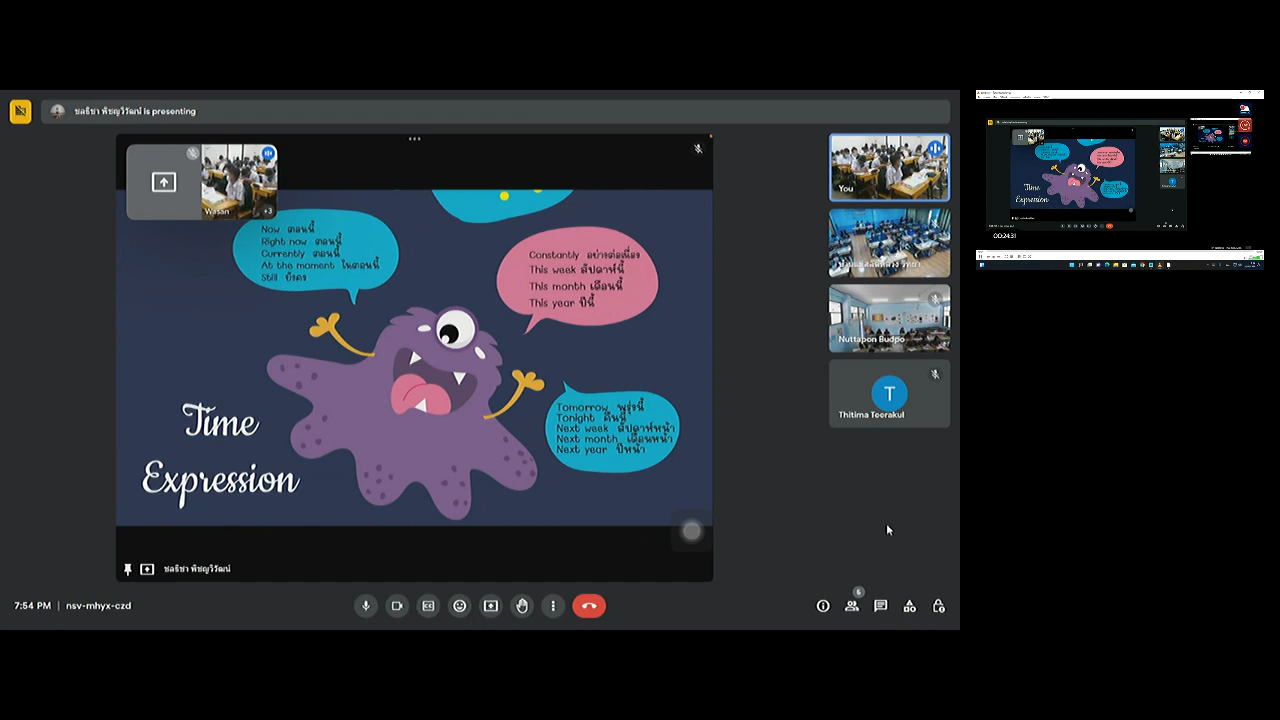 ชลธิชา พิชญวิวัฒน์ is presenting
Wasan
+3
Now ตอนนี้
Right now ตอนนี้
Currently ตอนนี้
At the moment ในตอนนี้
Still ยังคง
Constantly อย่างต่อเนื่อง
This week สัปดาห์นี้
This month เดือนนี้
This year ปีนี้
Tomorrow พรุ่งนี้
Tonight คืนนี้
Next week สัปดาห์หน้า
Next month เดือนหน้า
Next year ปีหน้า
Time
Expression
ชลธิชา พิชญวิวัฒน์
You
Nuttapon Budpo
T
Thitima Teerakul
7:54 PM | nsv-mhyx-czd
5
Time
Expression
00:24:31